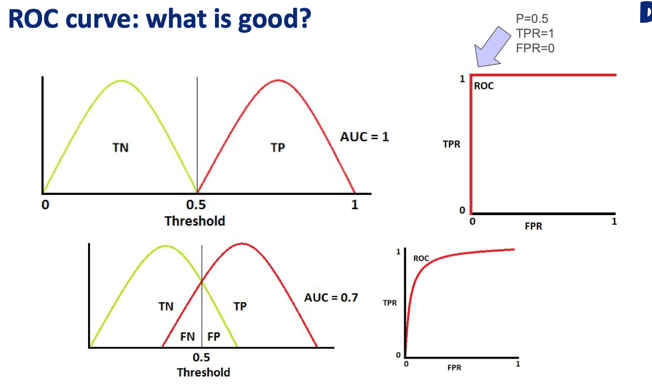 ROC curve: what is good?
P=0.5
TPR=1
FPR=0
TN
TP
AUC = 1
0
0.5
1
Threshold
1
ROC
TPR
0
0
FPR
1
TN
TP
FN
FP
AUC = 0.7
0.5
Threshold
1
ROC
TPR
0
0
FPR
1